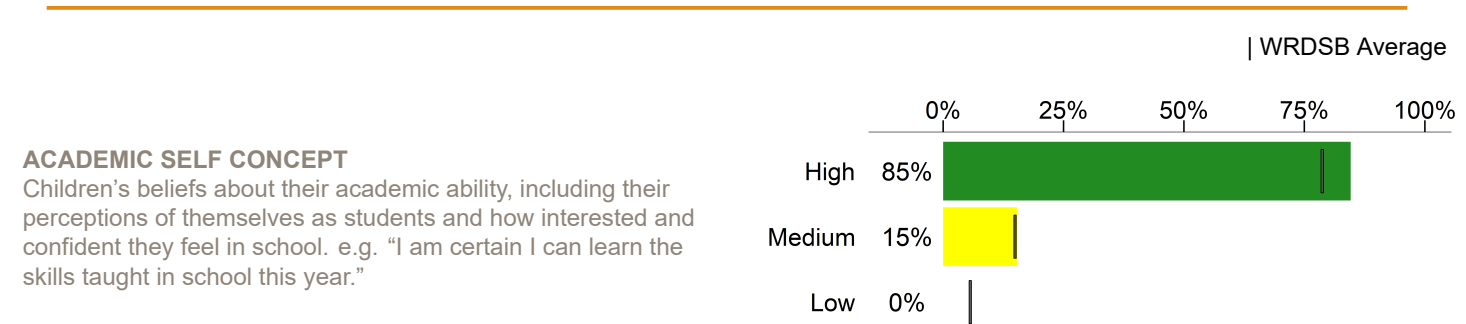 | WRDSB Average
0% 25% 50% 75% 100%
ACADEMIC SELF CONCEPT
Children’s beliefs about their academic ability, including their
perceptions of themselves as students and how interested and
confident they feel in school. e.g. “I am certain I can learn the
skills taught in school this year.”
High 85%
Medium 15%
Low 0%